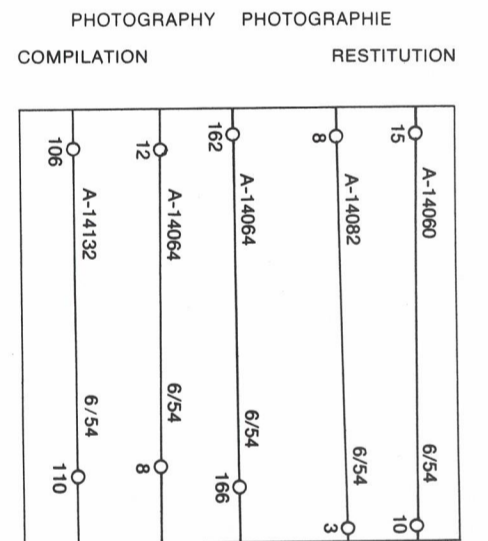 PHOTOGRAPHY PHOTOGRAPHIE
COMPILATION RESTITUTION
15 A-14060 6/54 10
8 A-14082 6/54 3
162 A-14064 6/54 166
12 A-14064 6/54 8
106 A-14132 6/54 110